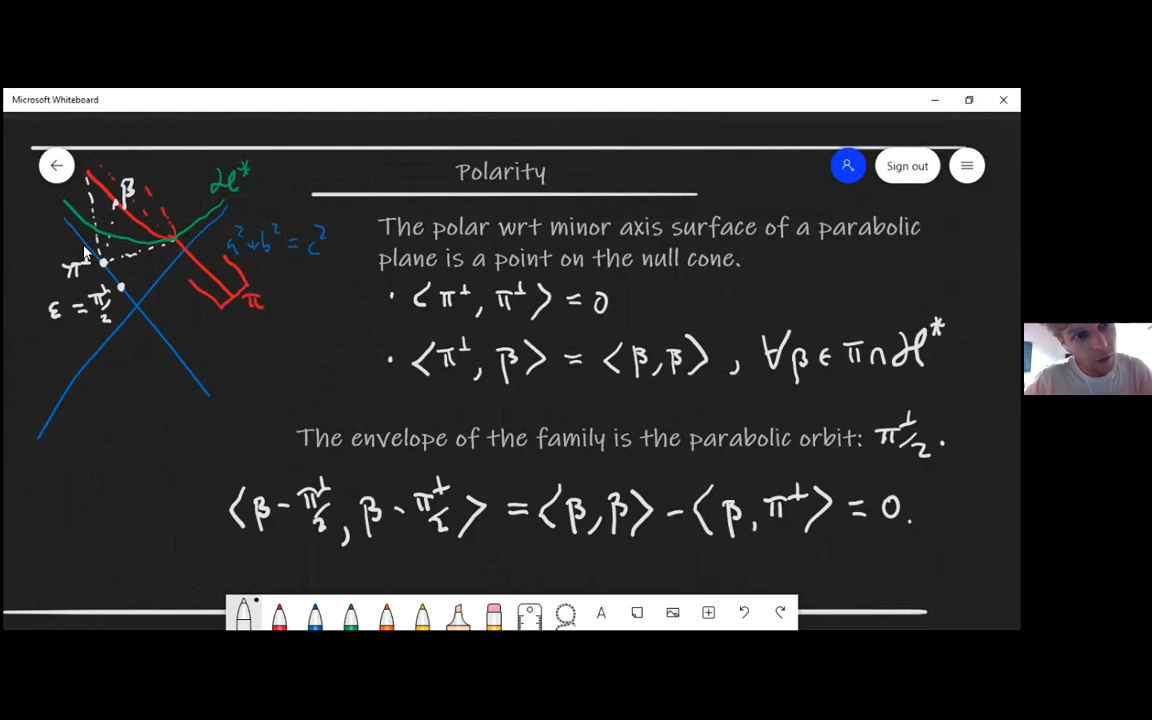 Microsoft Whiteboard
Polarity
Sign out
β
ℋ*
a² + b² = c²
π⊥
ε = π⊥/2
π
The polar wrt minor axis surface of a parabolic
plane is a point on the null cone.
· ⟨π⊥, π⊥⟩ = 0
· ⟨π⊥, β⟩ = ⟨β, β⟩, ∀β ∈ π ∩ ℋ*
The envelope of the family is the parabolic orbit: π⊥/2.
⟨β - π⊥/2, β - π⊥/2⟩ = ⟨β, β⟩ - ⟨β, π⊥⟩ = 0.
A